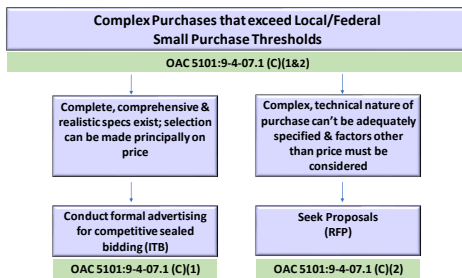 Complex Purchases that exceed Local/Federal
Small Purchase Thresholds
OAC 5101:9-4-07.1 (C)(1&2)
Complete, comprehensive &
realistic specs exist; selection
can be made principally on
price
Complex, technical nature of
purchase can't be adequately
specified & factors other
than price must be
considered
Conduct formal advertising
for competitive sealed
bidding (ITB)
Seek Proposals
(RFP)
OAC 5101:9-4-07.1 (C)(1)
OAC 5101:9-4-07.1 (C)(2)